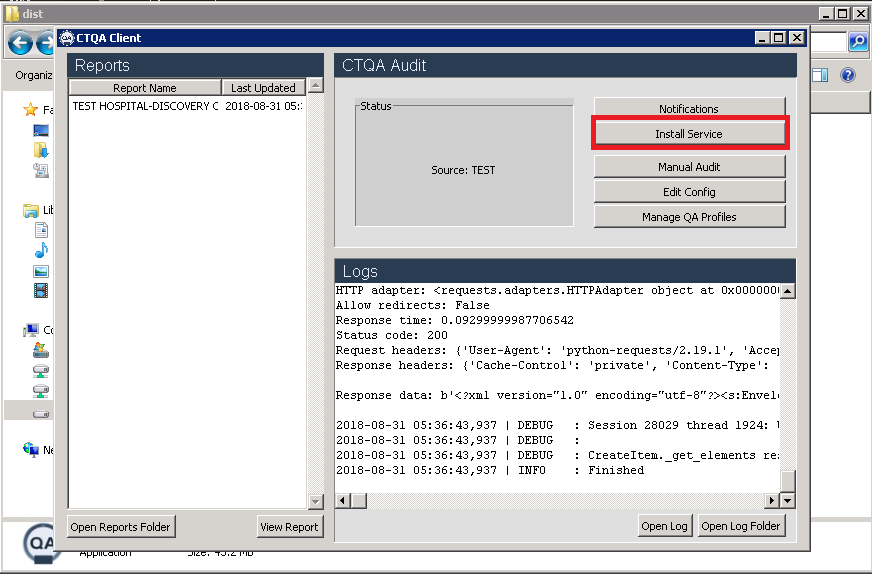 dist
CTQA Client
Organiz
Reports
Report Name
Last Updated
TEST HOSPITAL-DISCOVERY C
2018-08-31 05:
Open Reports Folder
View Report
CTQA Audit
Status
Source: TEST
Notifications
Install Service
Manual Audit
Edit Config
Manage QA Profiles
Logs
HTTP adapter: <requests.adapters.HTTPAdapter object at 0x0000000
Allow redirects: False
Response time: 0.09299999987706542
Status code: 200
Request headers: {'User-Agent': 'python-requests/2.19.1', 'Accep
Response headers: {'Cache-Control': 'private', 'Content-Type':
Response data: b'<?xml version="1.0" encoding="utf-8"?><s:Envel
2018-08-31 05:36:43,937 | DEBUG   : Session 28029 thread 1924:
2018-08-31 05:36:43,937 | DEBUG   :
2018-08-31 05:36:43,937 | DEBUG   : CreateItem._get_elements re
2018-08-31 05:36:43,937 | INFO    : Finished
Open Log
Open Log Folder
Fa
Lib
Co
Ne
QA
Application
Size: 43.2 MB